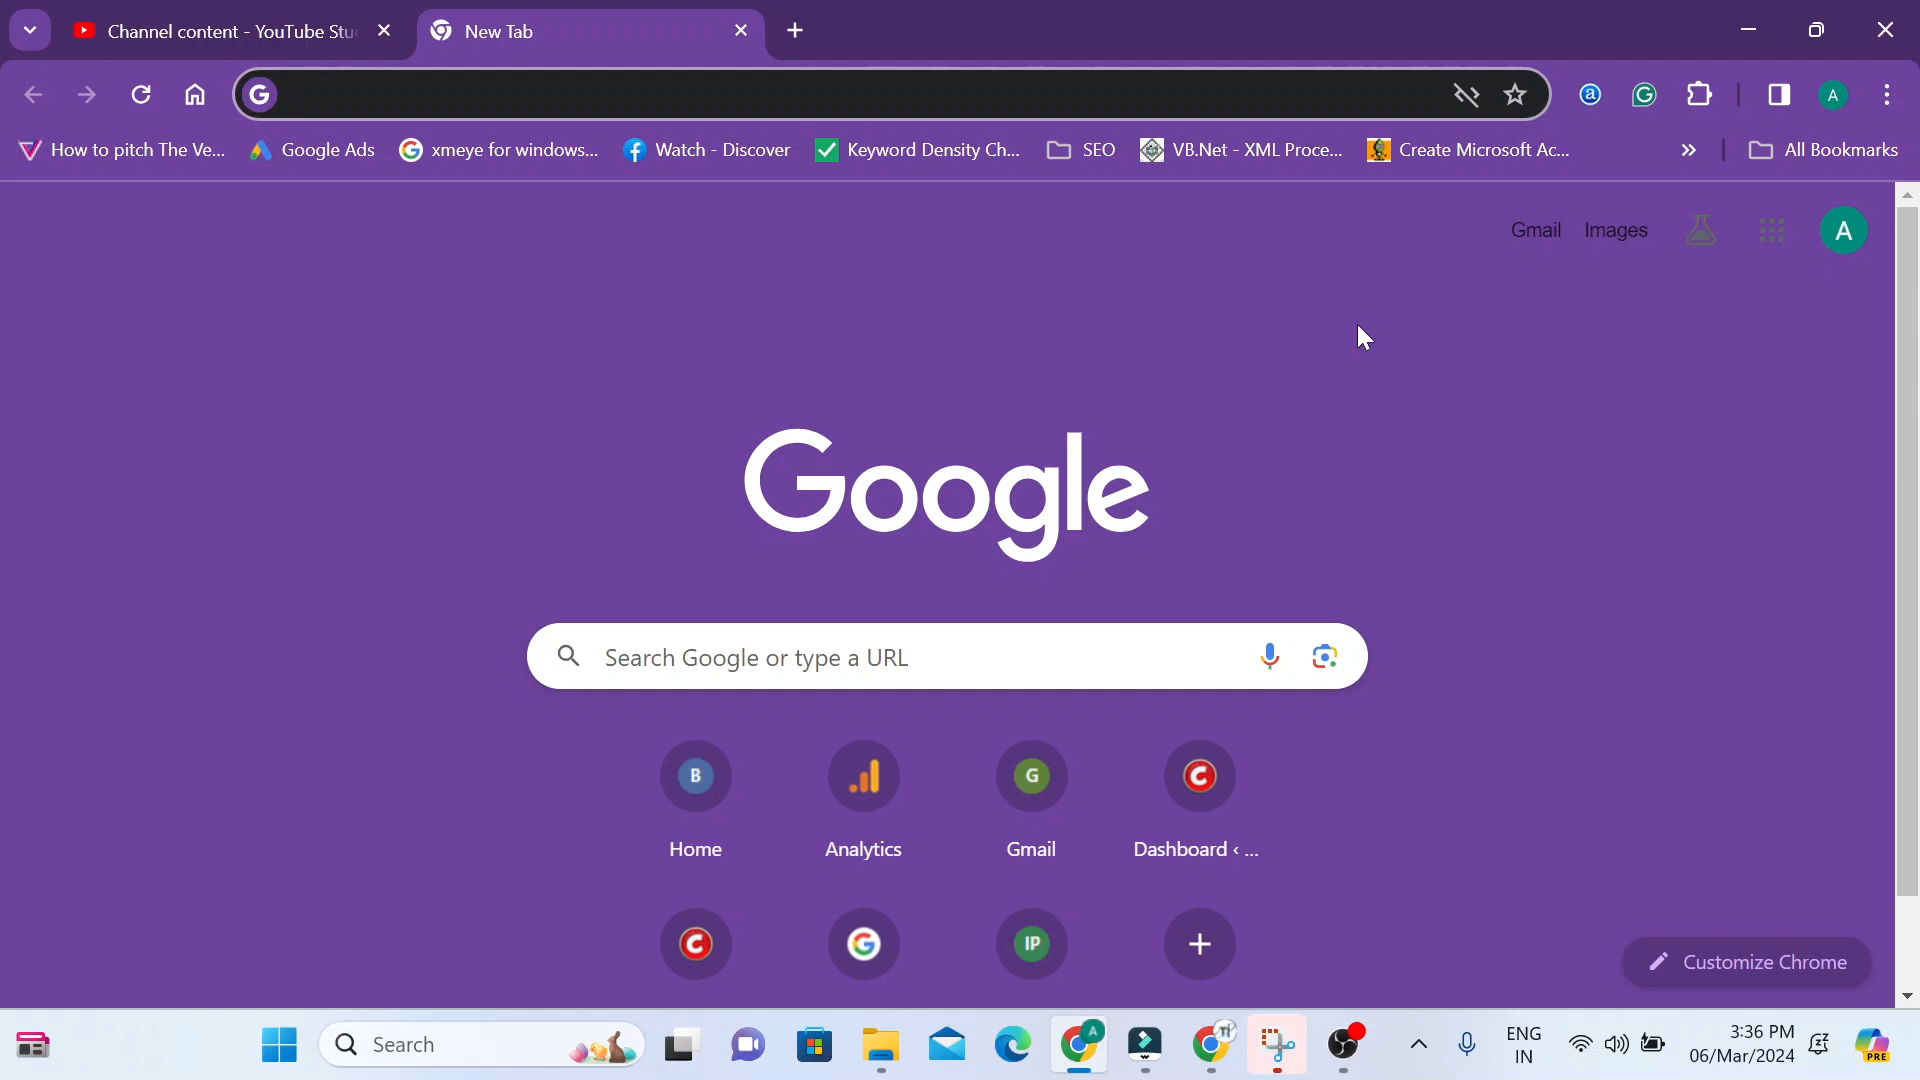 Channel content - YouTube Stu
New Tab
How to pitch The Ve...
Google Ads
xmeye for windows...
Watch - Discover
Keyword Density Ch...
SEO
VB.Net - XML Proce...
Create Microsoft Ac...
All Bookmarks
Gmail Images
A
Google
Search Google or type a URL
B
G
Home
Analytics
Gmail
Dashboard ‹ ...
IP
Customize Chrome
Search
ENG
IN
3:36 PM
06/Mar/2024
PRE